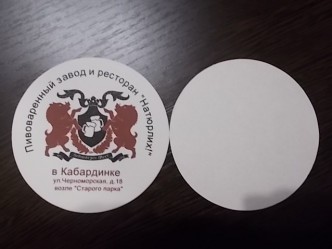 Пивоваренный завод и ресторан "Натюрлих!"
в Кабардинке
ул.Черноморская, д.18
возле "Старого парка"